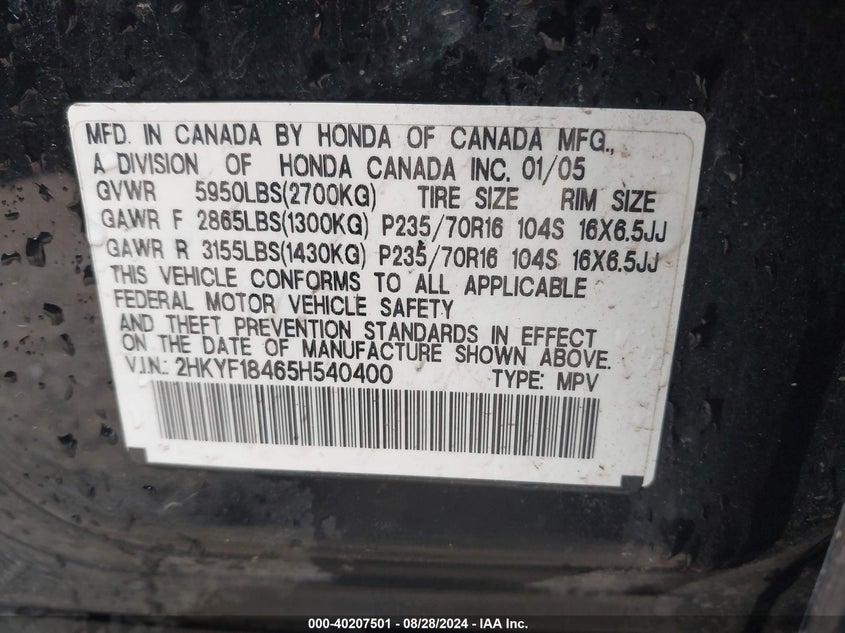 MFD. IN CANADA BY HONDA OF CANADA MFG.,
A DIVISION OF HONDA CANADA INC. 01/05
GVWR 5950LBS(2700KG) TIRE SIZE RIM SIZE
GAWR F 2865LBS(1300KG) P235/70R16 104S 16X6.5JJ
GAWR R 3155LBS(1430KG) P235/70R16 104S 16X6.5JJ
THIS VEHICLE CONFORMS TO ALL APPLICABLE
FEDERAL MOTOR VEHICLE SAFETY
AND THEFT PREVENTION STANDARDS IN EFFECT
ON THE DATE OF MANUFACTURE SHOWN ABOVE.
V.I.N.: 2HKYF18465H540400 TYPE: MPV
000-40207501 - 08/28/2024 - IAA Inc.